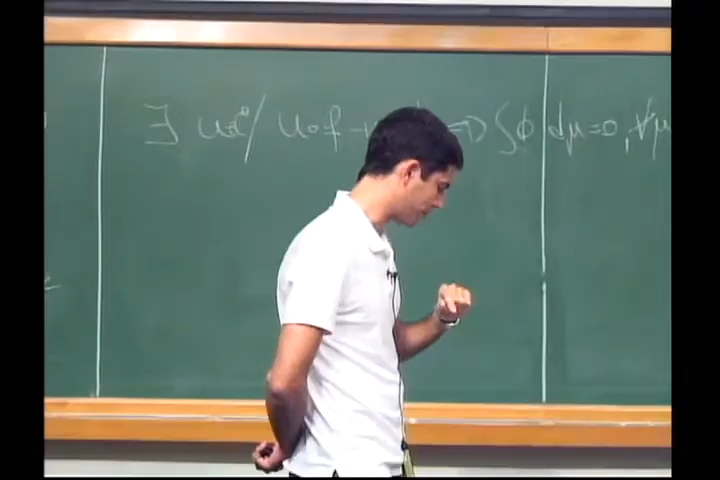 ∃ u ∈ C⁰ / u∘f - u ⇒ ∫ϕ dμ = 0, ∀μ